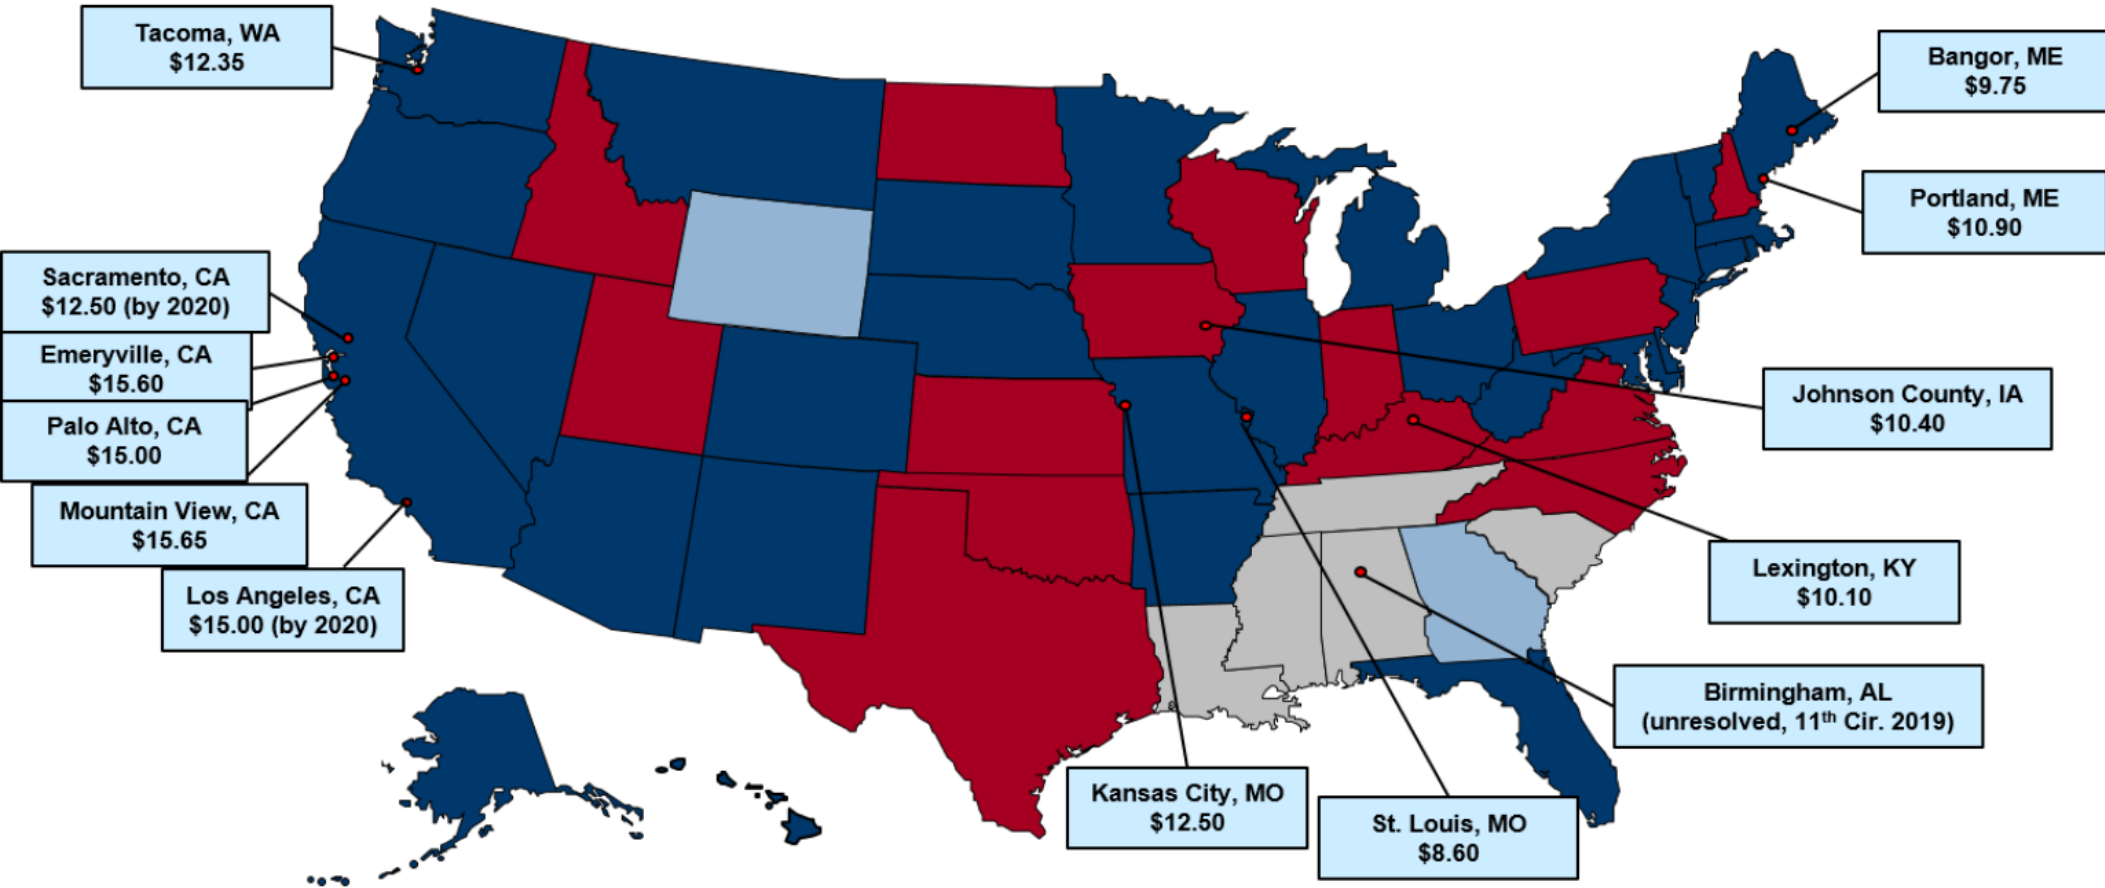 Tacoma, WA
$12.35
Bangor, ME
$9.75
Portland, ME
$10.90
Sacramento, CA
$12.50 (by 2020)
Emeryville, CA
$15.60
Palo Alto, CA
$15.00
Mountain View, CA
$15.65
Los Angeles, CA
$15.00 (by 2020)
Johnson County, IA
$10.40
Lexington, KY
$10.10
Birmingham, AL
(unresolved, 11th Cir. 2019)
Kansas City, MO
$12.50
St. Louis, MO
$8.60